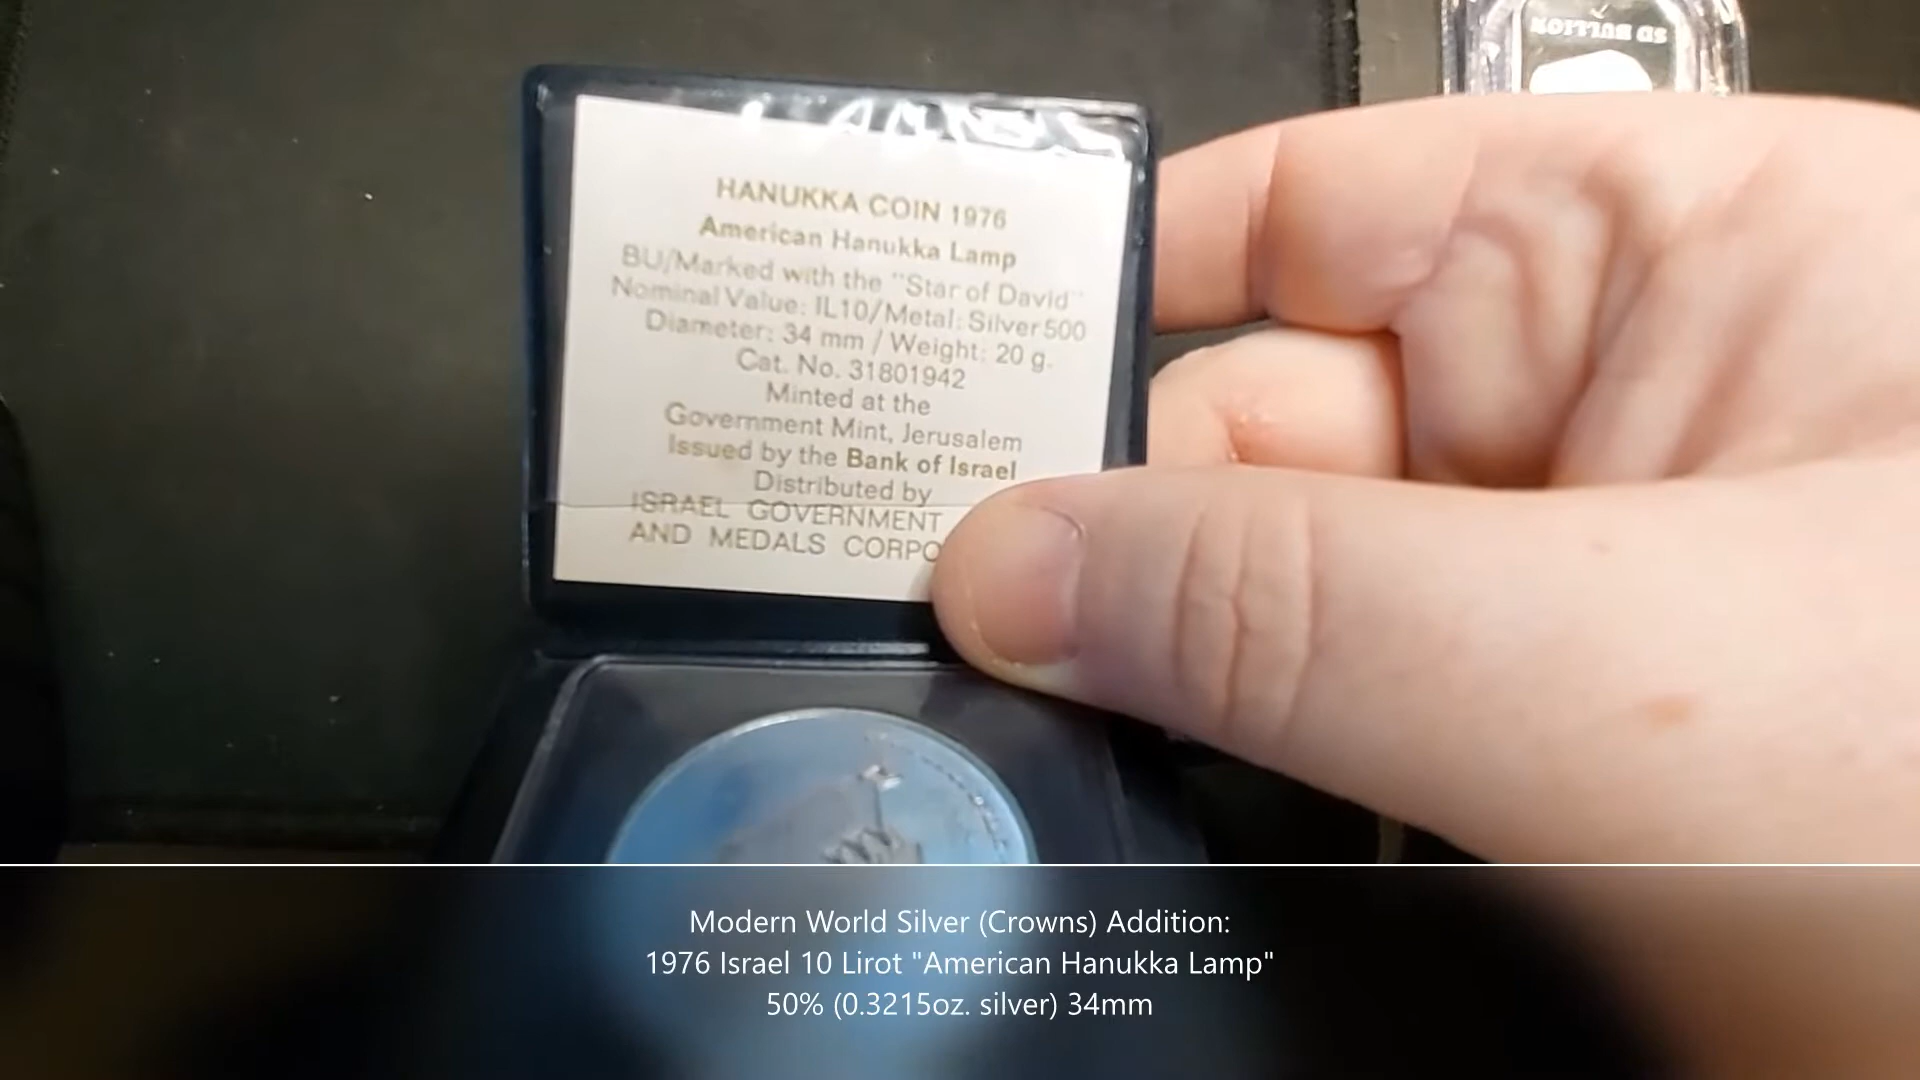 SD BULLION
HANUKKA COIN 1976
American Hanukka Lamp
BU/Marked with the "Star of David"
Nominal Value: IL10/Metal: Silver 500
Diameter: 34 mm / Weight: 20 g.
Cat. No. 31801942
Minted at the
Government Mint, Jerusalem
Issued by the Bank of Israel
Distributed by
ISRAEL GOVERNMENT
AND MEDALS CORPO
Modern World Silver (Crowns) Addition:
1976 Israel 10 Lirot "American Hanukka Lamp"
50% (0.3215oz. silver) 34mm